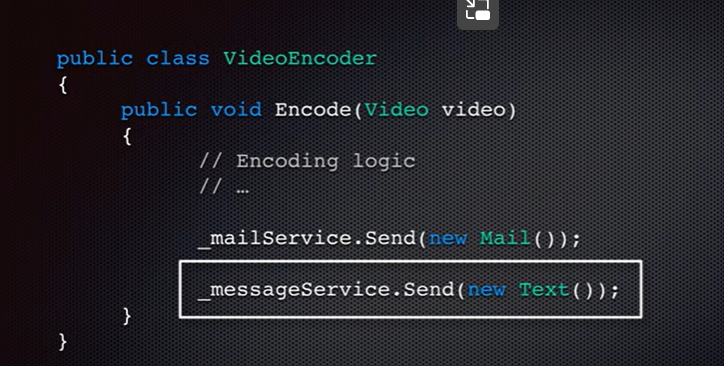 public class VideoEncoder
{
public void Encode(Video video)
{
// Encoding logic
// …
_mailService.Send(new Mail());
_messageService.Send(new Text());
}
}